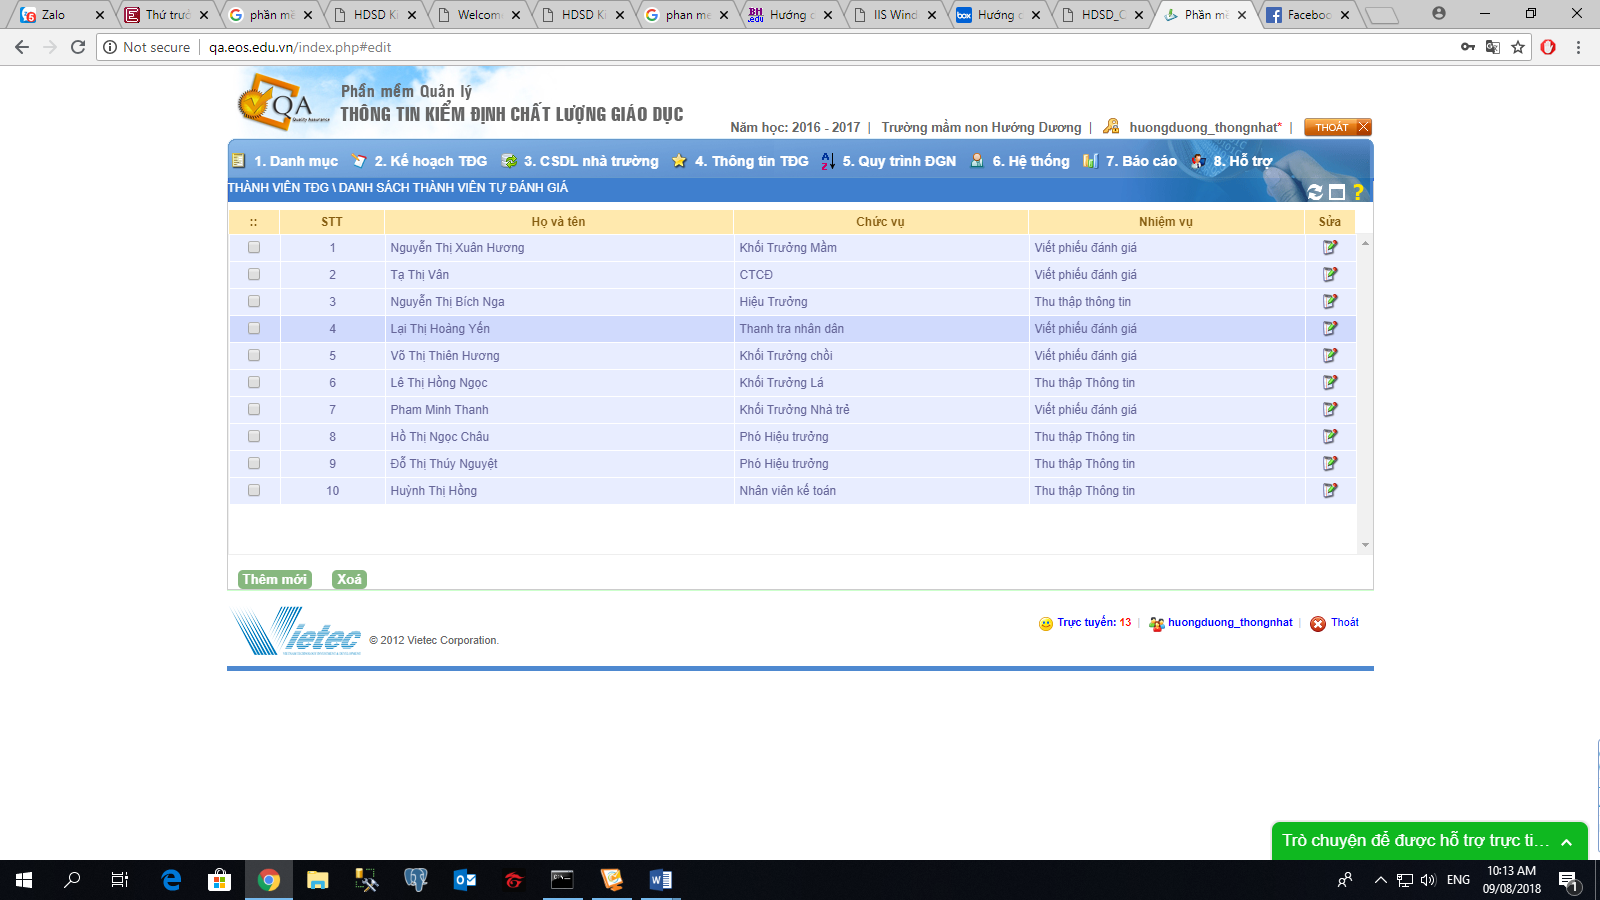 Zalo
Thứ trưở
phần mề
HDSD Ki
Welcome
HDSD Ki
phan me
Hướng d
IIS Wind
Hướng d
HDSD_C
Phần mề
Facebook
Not secure | qa.eos.edu.vn/index.php#edit
QA
Quality Assurance
Phần mềm Quản lý
THÔNG TIN KIỂM ĐỊNH CHẤT LƯỢNG GIÁO DỤC
Năm học: 2016 - 2017 | Trường mầm non Hướng Dương | huongduong_thongnhat* | THOÁT
1. Danh mục 2. Kế hoạch TĐG 3. CSDL nhà trường 4. Thông tin TĐG 5. Quy trình ĐGN 6. Hệ thống 7. Báo cáo 8. Hỗ trợ
THÀNH VIÊN TĐG \ DANH SÁCH THÀNH VIÊN TỰ ĐÁNH GIÁ
:: STT Họ và tên Chức vụ Nhiệm vụ Sửa
1 Nguyễn Thị Xuân Hương Khối Trưởng Mầm Viết phiếu đánh giá
2 Tạ Thị Vân CTCĐ Viết phiếu đánh giá
3 Nguyễn Thị Bích Nga Hiệu Trưởng Thu thập thông tin
4 Lại Thị Hoàng Yến Thanh tra nhân dân Viết phiếu đánh giá
5 Võ Thị Thiên Hương Khối Trưởng chồi Viết phiếu đánh giá
6 Lê Thị Hồng Ngọc Khối Trưởng Lá Thu thập Thông tin
7 Pham Minh Thanh Khối Trưởng Nhà trẻ Viết phiếu đánh giá
8 Hồ Thị Ngọc Châu Phó Hiệu trưởng Thu thập Thông tin
9 Đỗ Thị Thúy Nguyệt Phó Hiệu trưởng Thu thập Thông tin
10 Huỳnh Thị Hồng Nhân viên kế toán Thu thập Thông tin
Thêm mới Xoá
Vietec © 2012 Vietec Corporation.
Trực tuyến: 13 | huongduong_thongnhat | Thoát
Trò chuyện để được hỗ trợ trực ti...
ENG
10:13 AM
09/08/2018
1